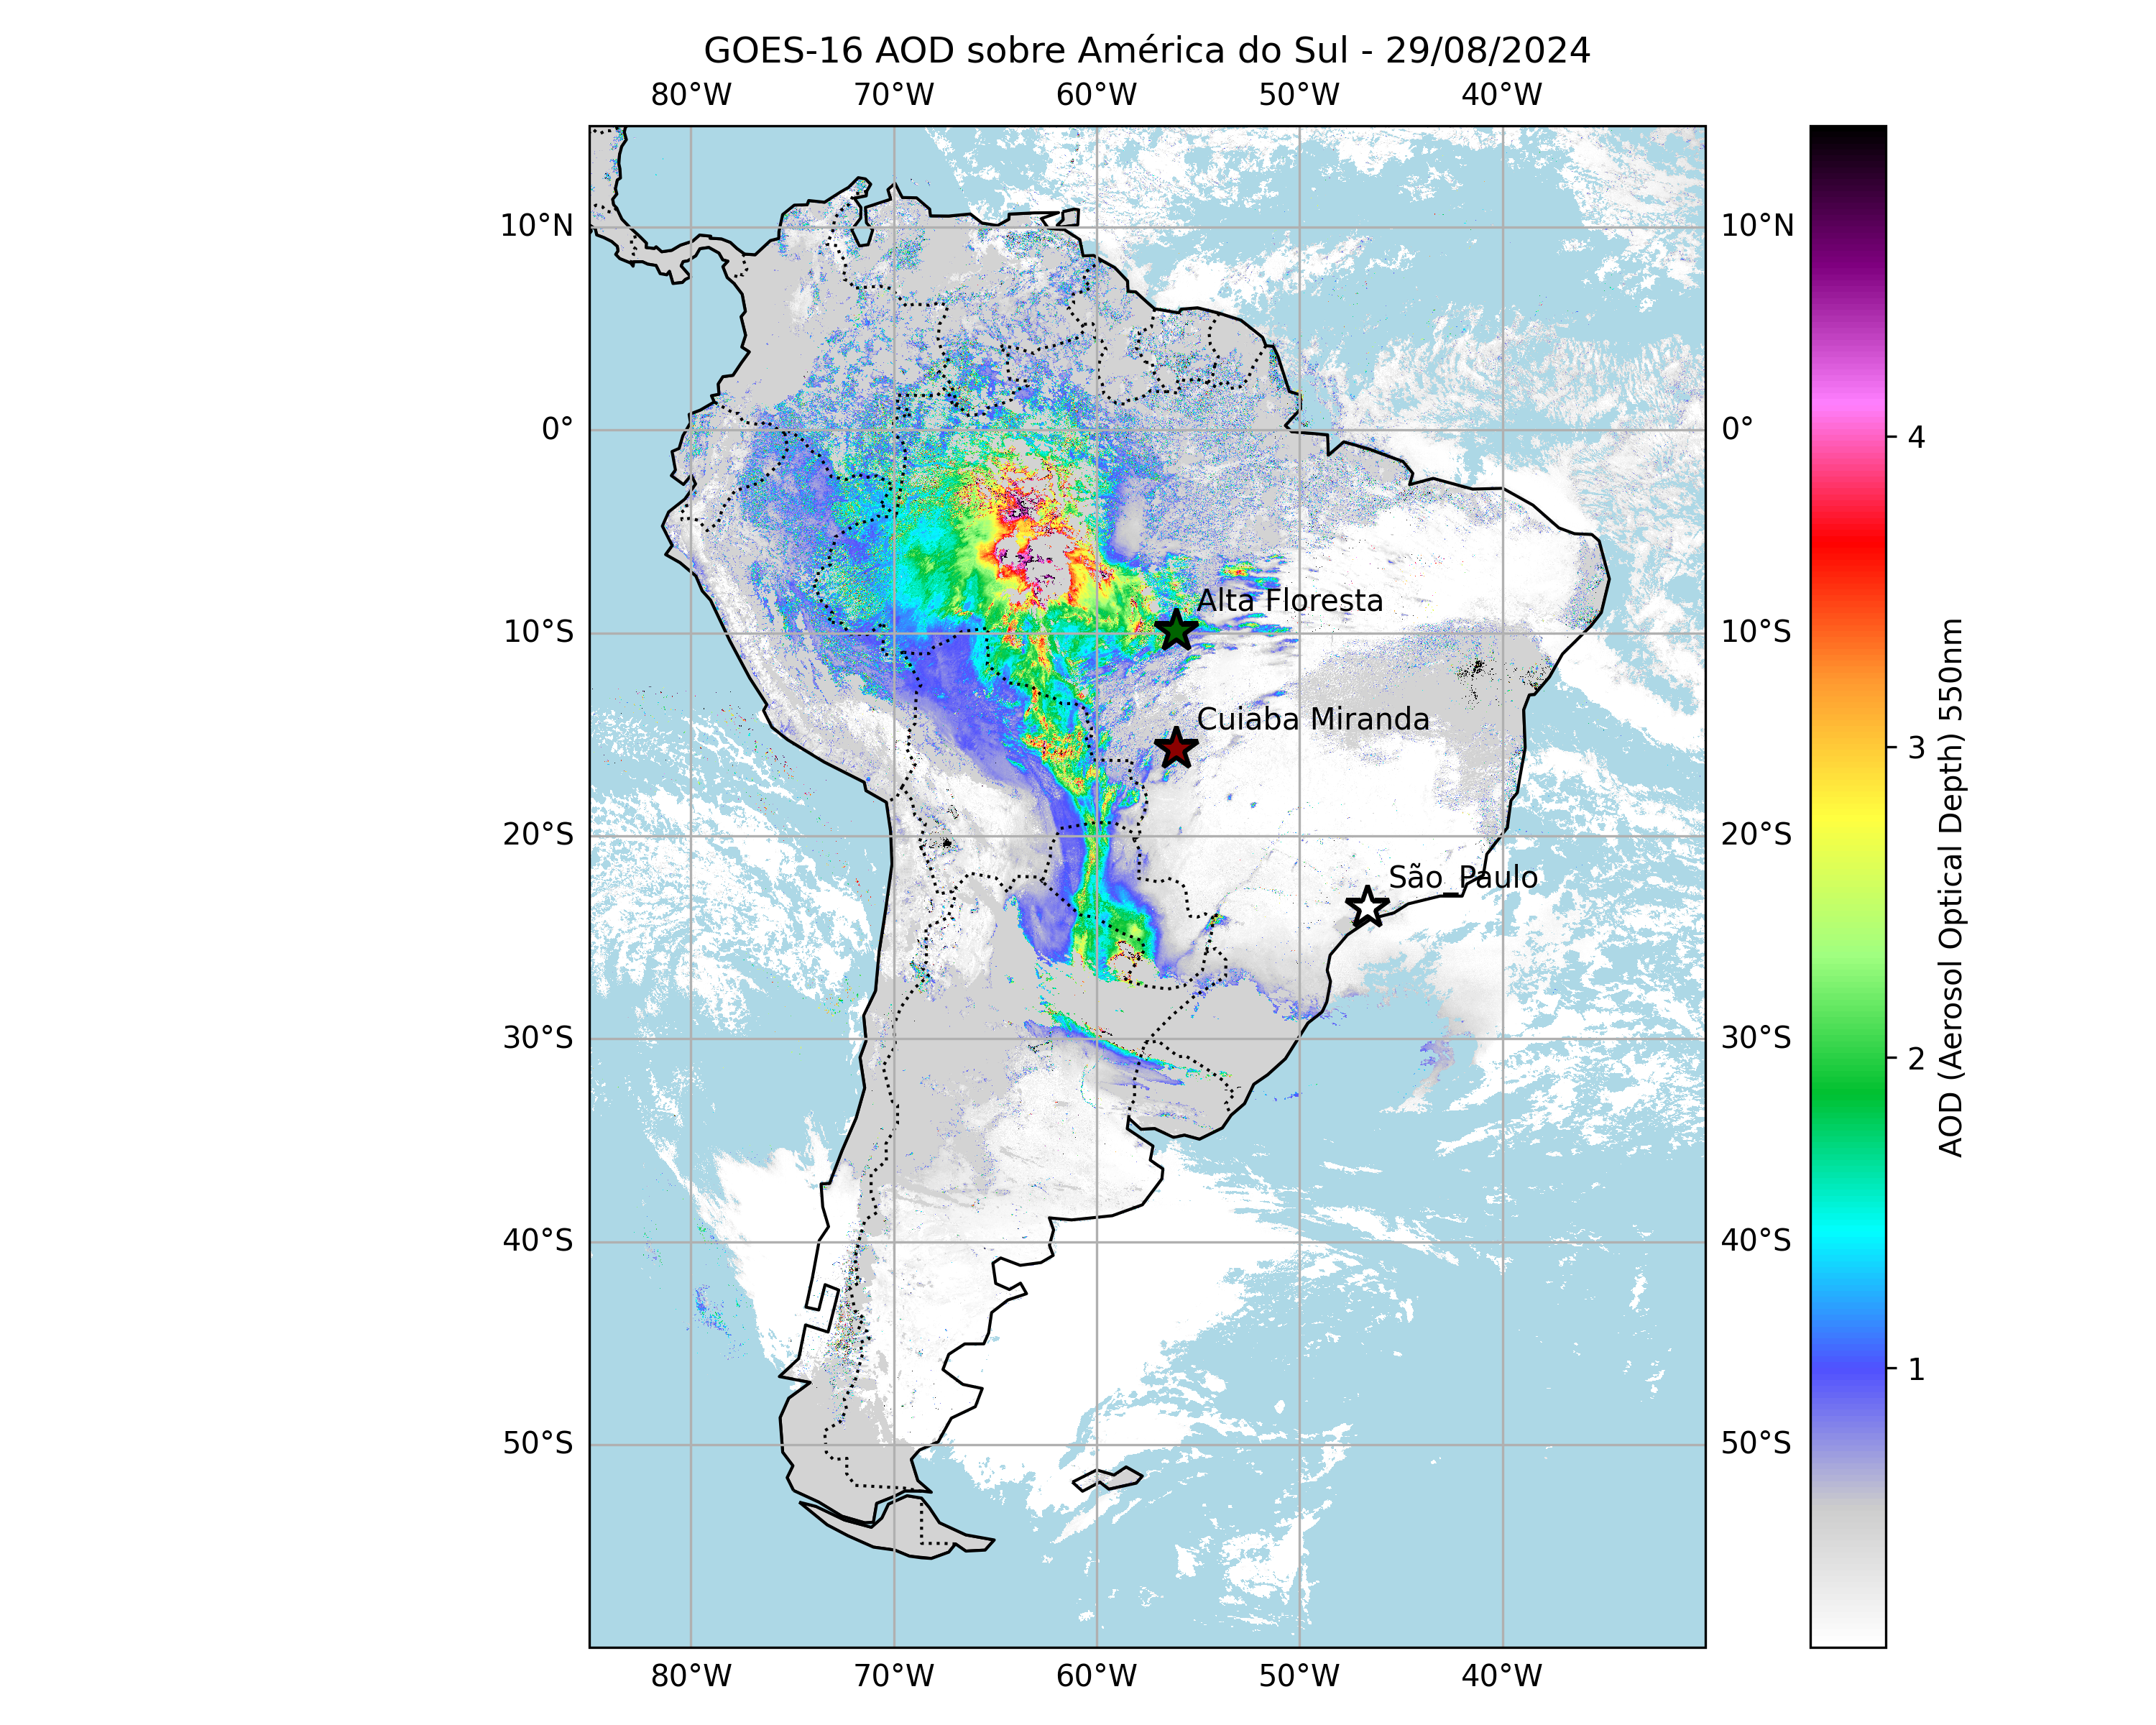 GOES-16 AOD sobre América do Sul - 29/08/2024
80°W 70°W 60°W 50°W 40°W
10°N 10°N
0° 0°
Alta Floresta
10°S 10°S
Cuiaba Miranda
20°S 20°S
São Paulo
30°S 30°S
40°S 40°S
50°S 50°S
80°W 70°W 60°W 50°W 40°W
4
3
2
1
AOD (Aerosol Optical Depth) 550nm